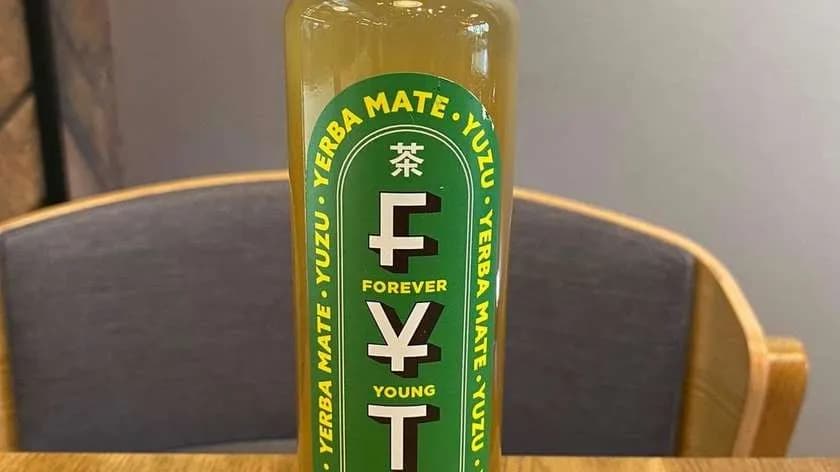 YERBA MATE • YUZU • YERBA MATE • YUZU • YERBA MATE • YUZU
茶
F
FOREVER
¥
YOUNG
T